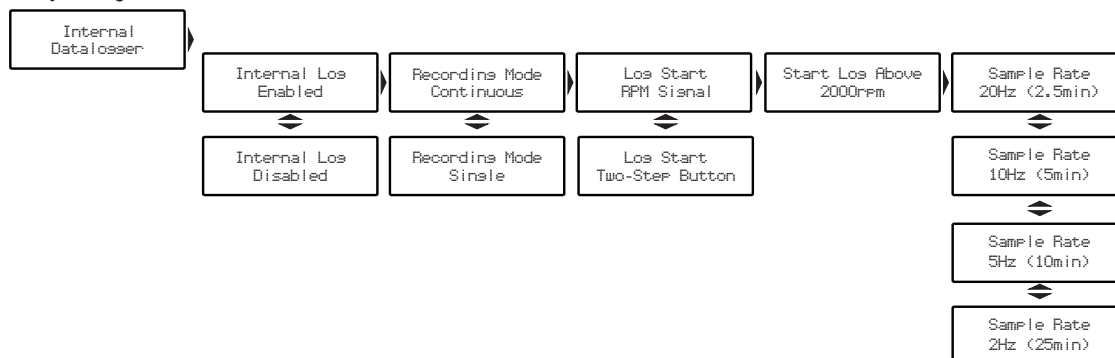 Internal
Datalogger
Internal Log
Enabled
Recording Mode
Continuous
Log Start
RPM Signal
Start Log Above
2000rpm
Sample Rate
20Hz (2.5min)
Internal Log
Disabled
Recording Mode
Single
Log Start
Two-Step Button
Sample Rate
10Hz (5min)
Sample Rate
5Hz (10min)
Sample Rate
2Hz (25min)